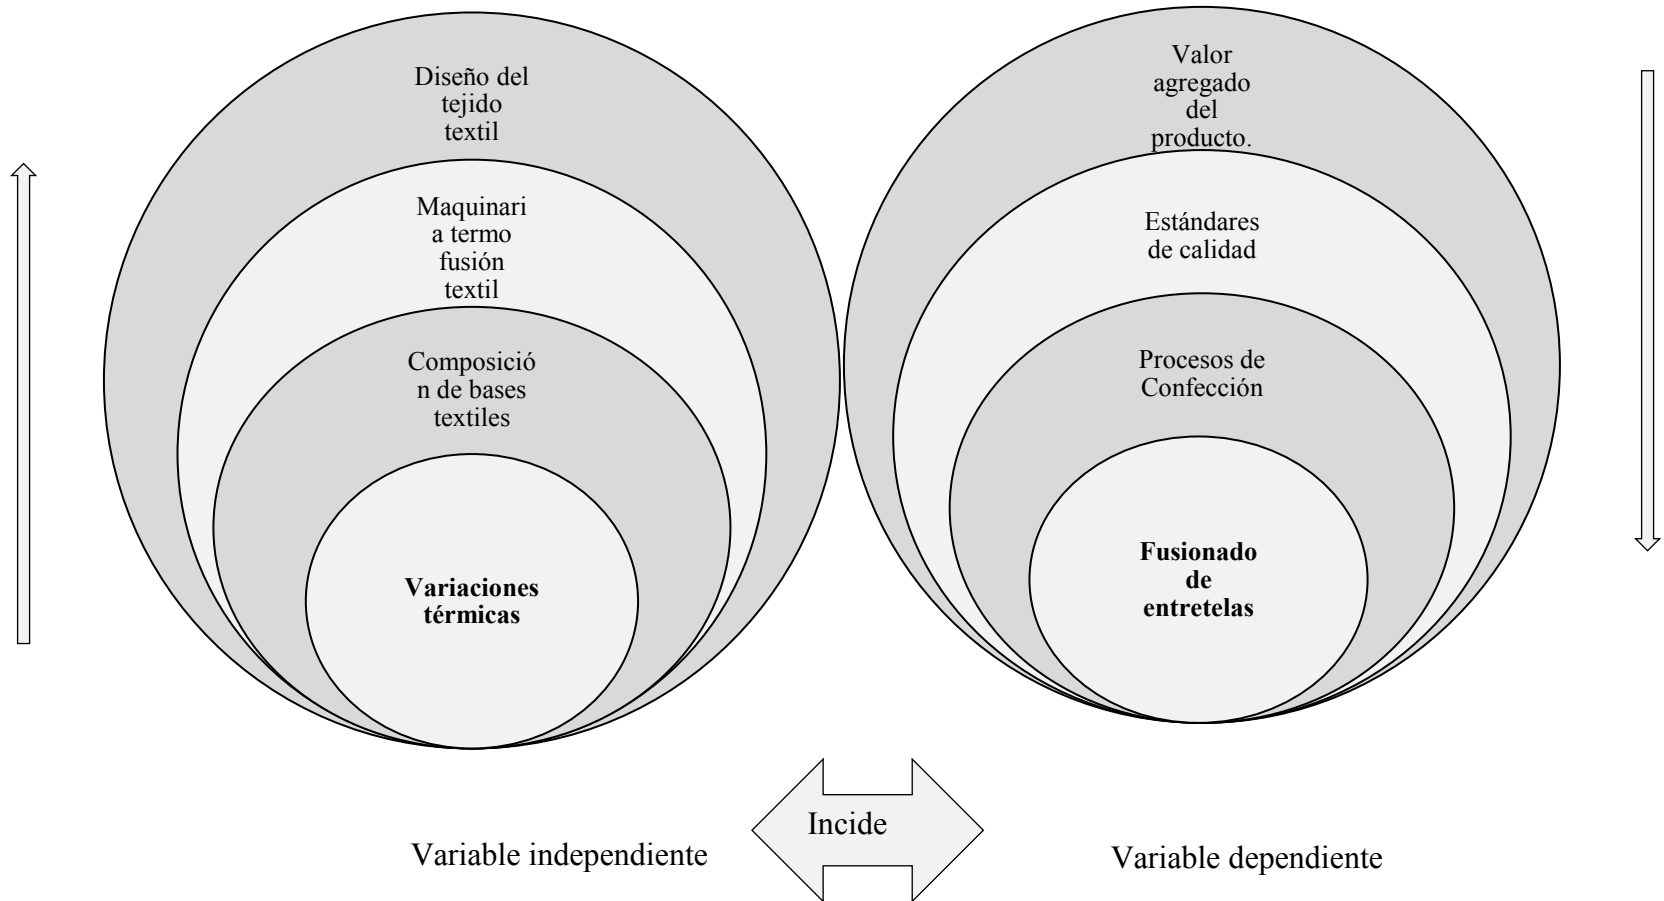 Diseño del
tejido
textil
Maquinari
a termo
fusión
textil
Composició
n de bases
textiles
Variaciones
térmicas
Valor
agregado
del
producto.
Estándares
de calidad
Procesos de
Confección
Fusionado
de
entretelas
Incide
Variable independiente
Variable dependiente